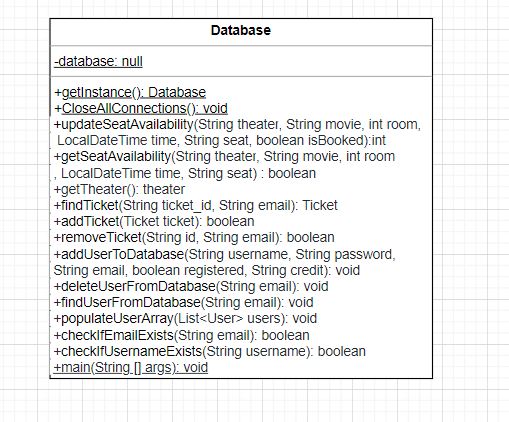 Database
-database: null
+getInstance(): Database
+CloseAllConnections(): void
+updateSeatAvailability(String theater, String movie, int room,
LocalDateTime time, String seat, boolean isBooked):int
+getSeatAvailability(String theater, String movie, int room
, LocalDateTime time, String seat) : boolean
+getTheater(): theater
+findTicket(String ticket_id, String email): Ticket
+addTicket(Ticket ticket): boolean
+removeTicket(String id, String email): boolean
+addUserToDatabase(String username, String password,
String email, boolean registered, String credit): void
+deleteUserFromDatabase(String email): void
+findUserFromDatabase(String email): void
+populateUserArray(List<User> users): void
+checkIfEmailExists(String email): boolean
+checkIfUsernameExists(String username): boolean
+main(String [] args): void